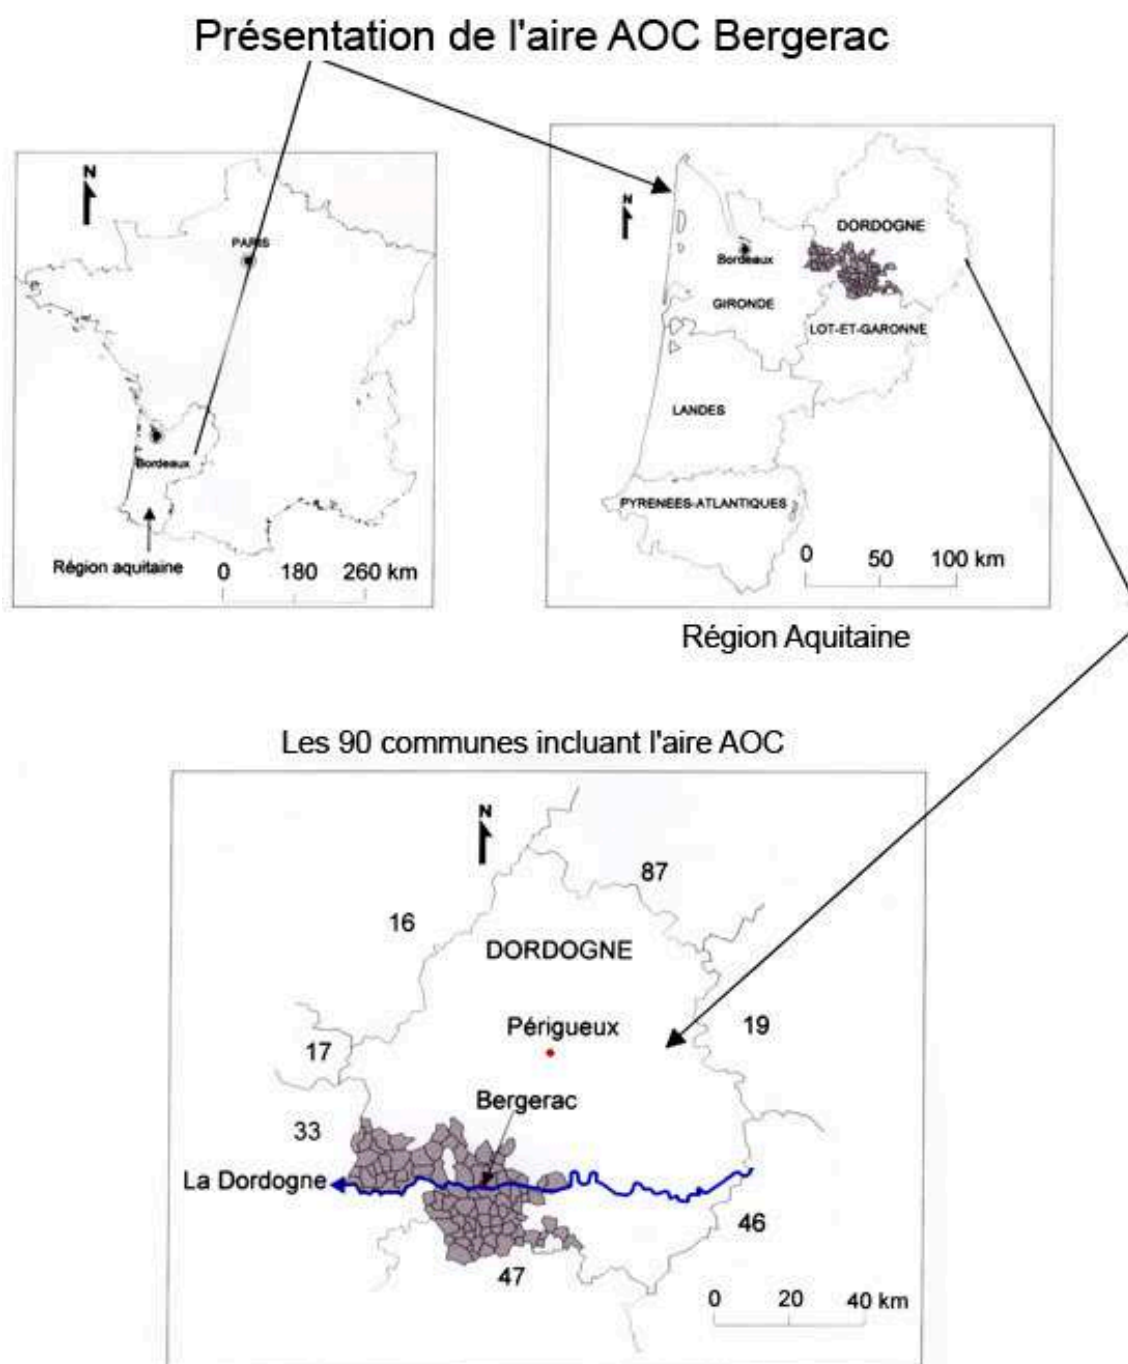 Présentation de l'aire AOC Bergerac
N
PARIS
Bordeaux
Région aquitaine
0 180 260 km
N
DORDOGNE
Bordeaux
GIRONDE
LOT-ET-GARONNE
LANDES
PYRENEES-ATLANTIQUES
0 50 100 km
Région Aquitaine
Les 90 communes incluant l'aire AOC
N
87
16
DORDOGNE
Périgueux
19
17
Bergerac
33
La Dordogne
46
47
0 20 40 km